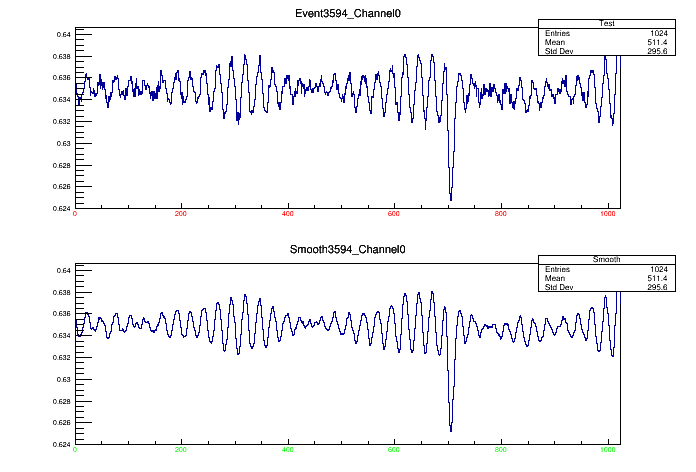 Event3594_Channel0
Test
Entries 1024
Mean 511.4
Std Dev 295.6
0.64
0.638
0.636
0.634
0.632
0.63
0.628
0.626
0.624
0 200 400 600 800 1000
Smooth3594_Channel0
Smooth
Entries 1024
Mean 511.4
Std Dev 295.6
0.64
0.638
0.636
0.634
0.632
0.63
0.628
0.626
0.624
0 200 400 600 800 1000